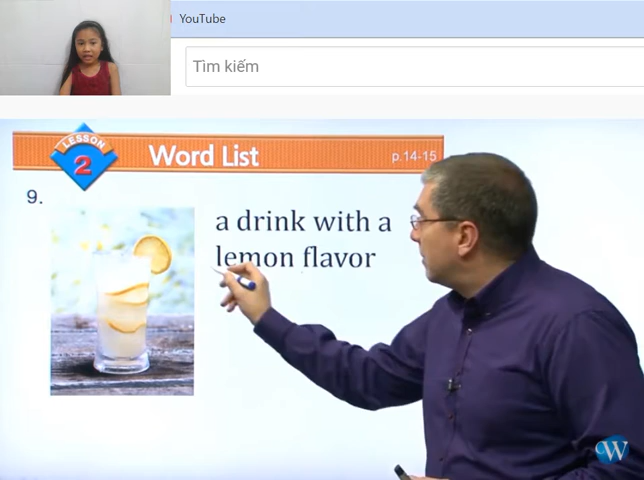 YouTube
Tìm kiếm
LESSON
2
Word List
p.14-15
9.
a drink with a
lemon flavor
W